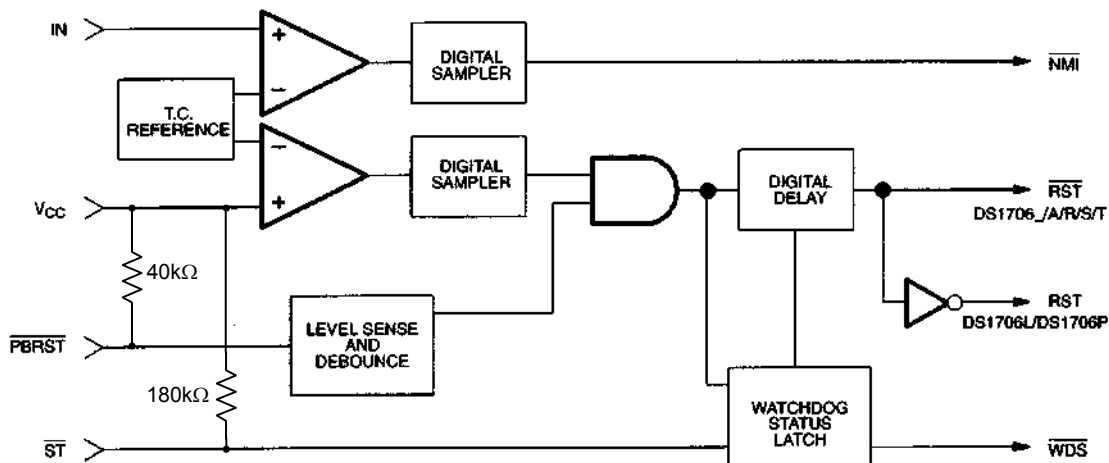 IN
+
−
DIGITAL
SAMPLER
NMI
T.C.
REFERENCE
−
+
DIGITAL
SAMPLER
DIGITAL
DELAY
VCC
RST
DS1706_/A/R/S/T
40kΩ
RST
DS1706L/DS1706P
PBRST
LEVEL SENSE
AND
DEBOUNCE
180kΩ
WATCHDOG
STATUS
LATCH
ST
WDS